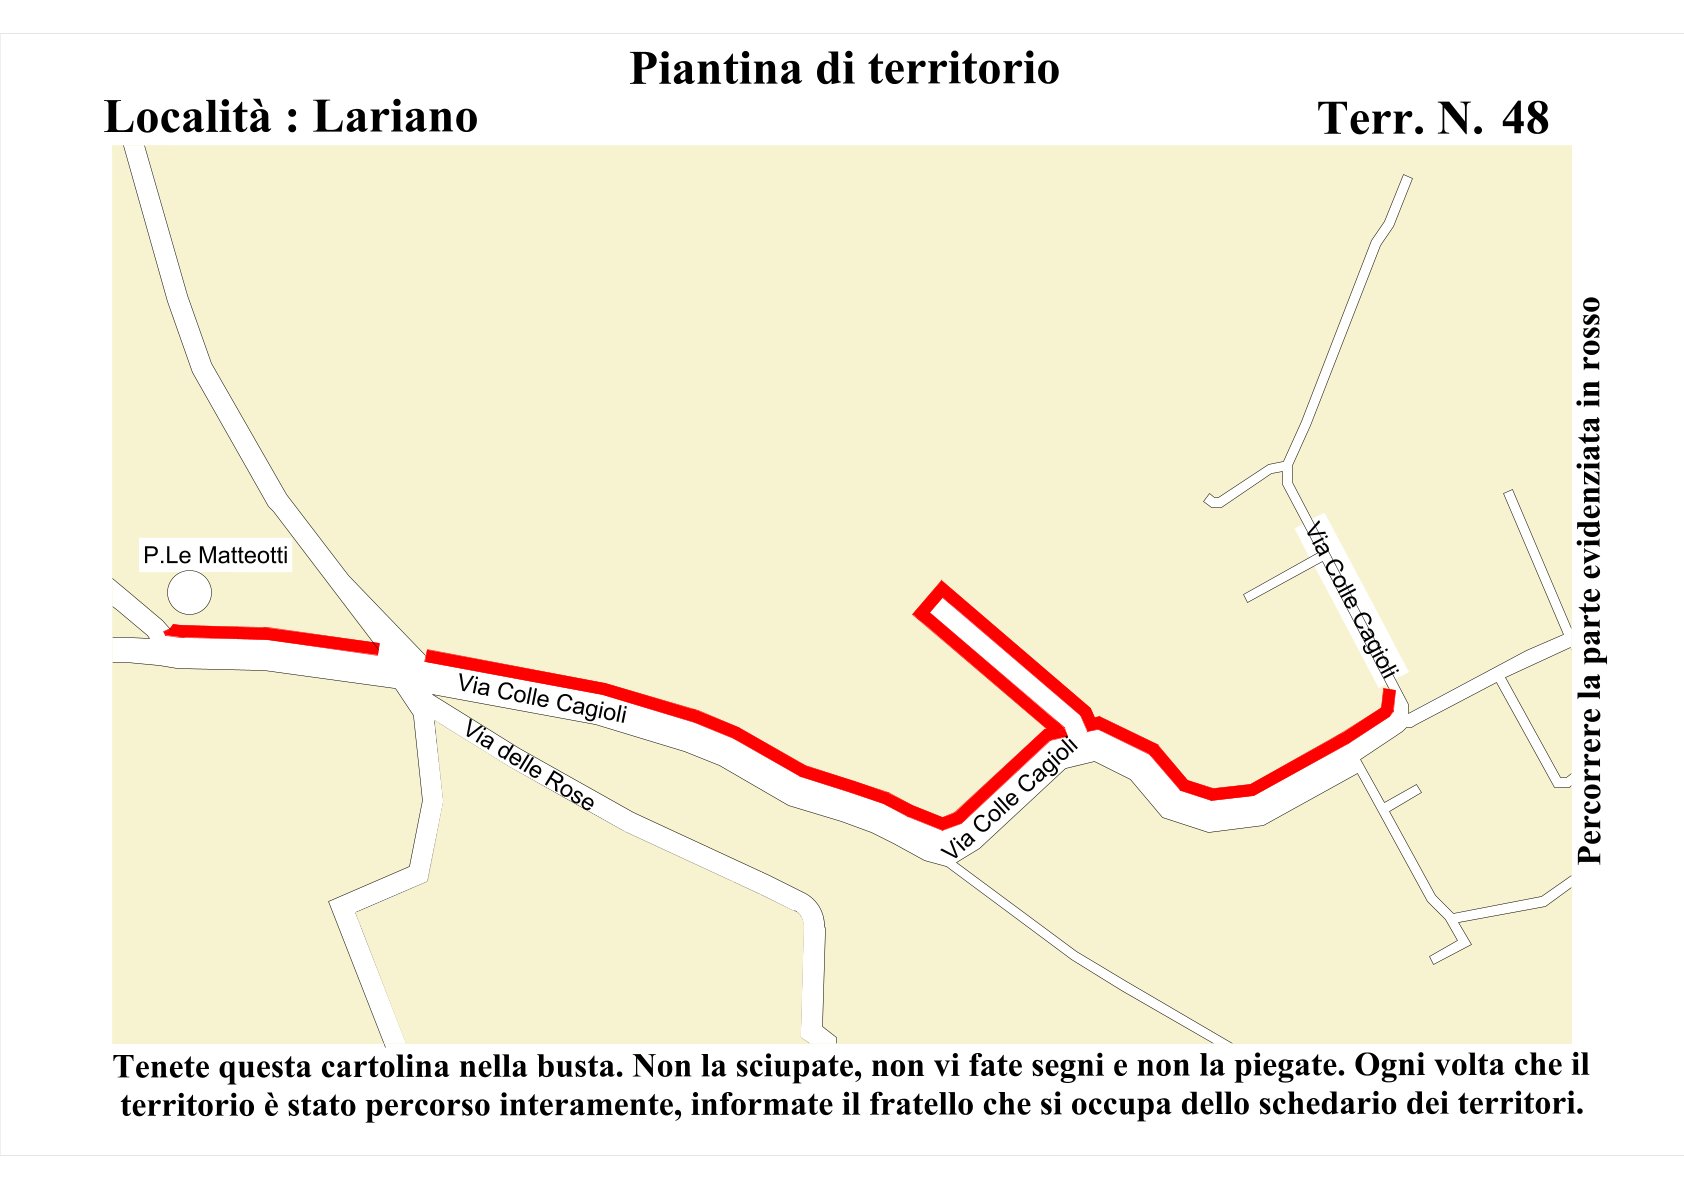 Piantina di territorio
Località : Lariano
Terr. N. 48
P.Le Matteotti
Via Colle Cagioli
Via delle Rose
Via Colle Cagioli
Via Colle Cagioli
Percorrere la parte evidenziata in rosso
Tenete questa cartolina nella busta. Non la sciupate, non vi fate segni e non la piegate. Ogni volta che il
territorio è stato percorso interamente, informate il fratello che si occupa dello schedario dei territori.